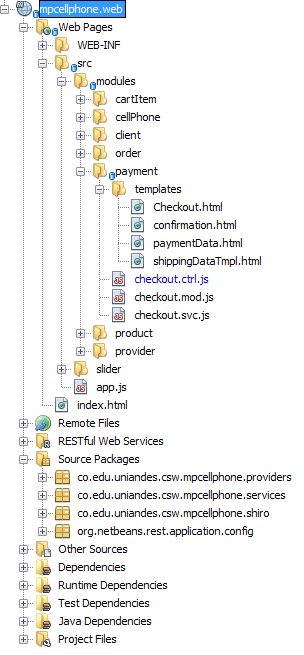 mpcellphone.web
Web Pages
WEB-INF
src
modules
cartItem
cellPhone
client
order
payment
templates
Checkout.html
confirmation.html
paymentData.html
shippingDataTmpl.html
checkout.ctrl.js
checkout.mod.js
checkout.svc.js
product
provider
slider
app.js
index.html
Remote Files
RESTful Web Services
Source Packages
co.edu.uniandes.csw.mpcellphone.providers
co.edu.uniandes.csw.mpcellphone.services
co.edu.uniandes.csw.mpcellphone.shiro
org.netbeans.rest.application.config
Other Sources
Dependencies
Runtime Dependencies
Test Dependencies
Java Dependencies
Project Files